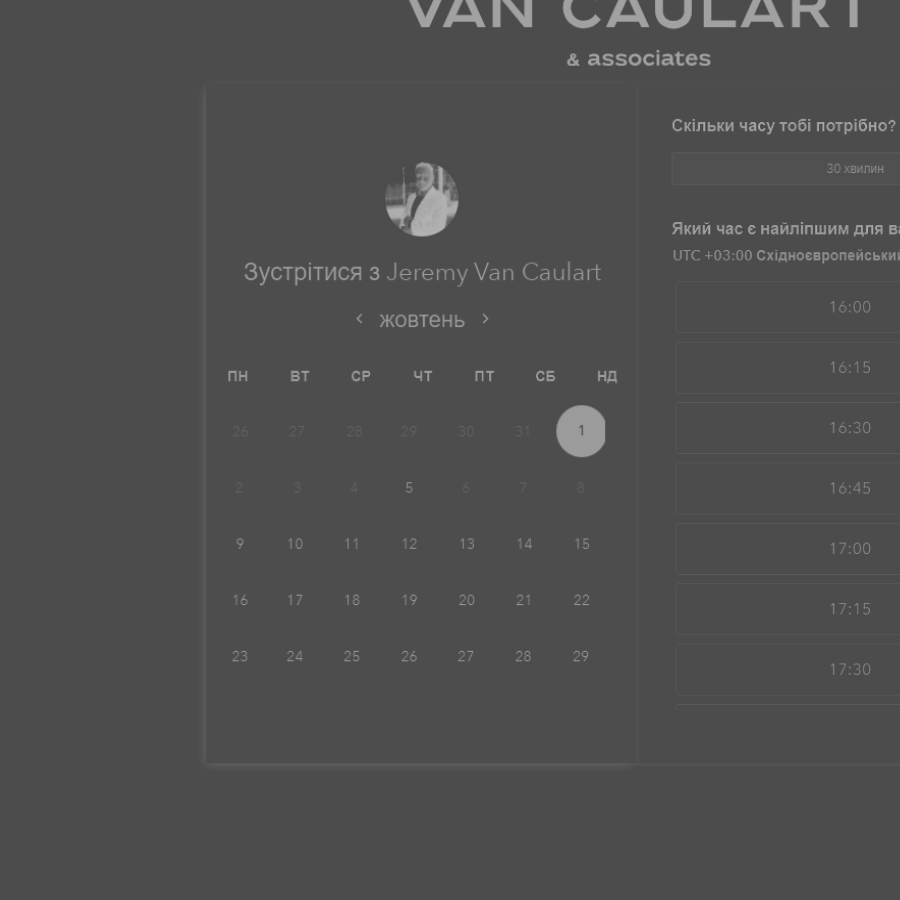 VAN CAULART
& associates
Зустрітися з Jeremy Van Caulart
жовтень
ПН ВТ СР ЧТ ПТ СБ НД
26 27 28 29 30 31 1
2 3 4 5 6 7 8
9 10 11 12 13 14 15
16 17 18 19 20 21 22
23 24 25 26 27 28 29
Скільки часу тобі потрібно?
30 хвилин
Який час є найліпшим для
UTC +03:00
16:00
16:15
16:30
16:45
17:00
17:15
17:30